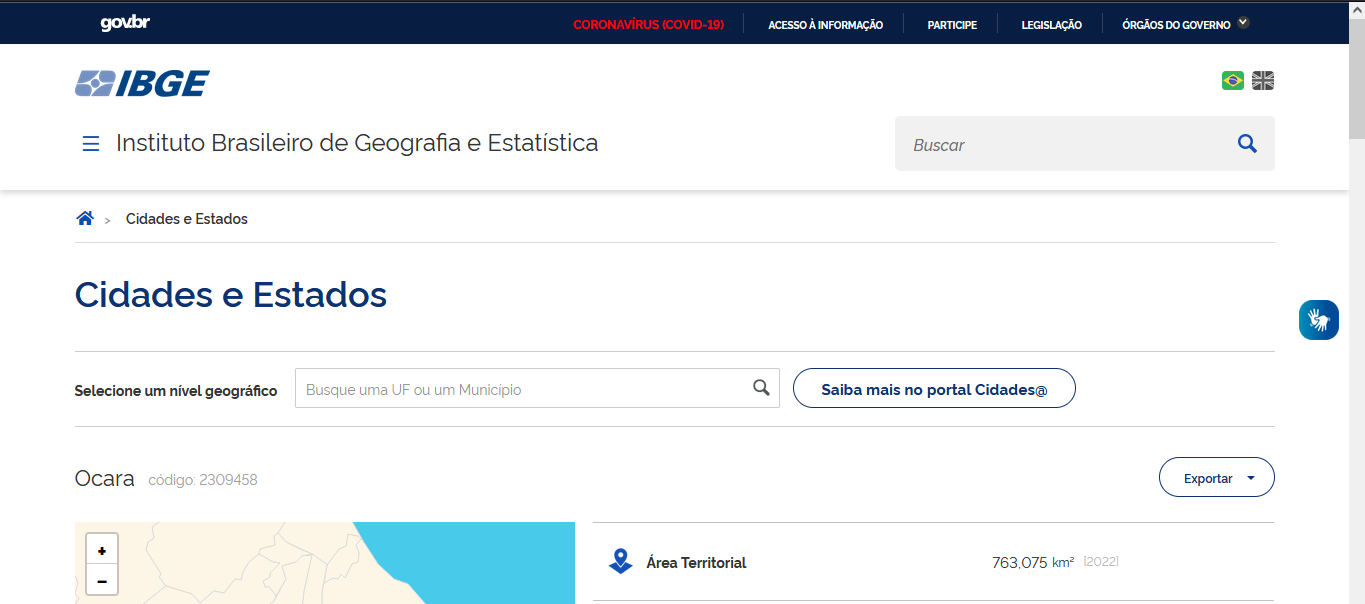 gov.br
CORONAVÍRUS (COVID-19)
ACESSO À INFORMAÇÃO
PARTICIPE
LEGISLAÇÃO
ÓRGÃOS DO GOVERNO
IBGE
Instituto Brasileiro de Geografia e Estatística
Buscar
> Cidades e Estados
Cidades e Estados
Selecione um nível geográfico
Busque uma UF ou um Município
Saiba mais no portal Cidades@
Ocara código: 2309458
Exportar
+
−
Área Territorial 763,075 km² [2022]